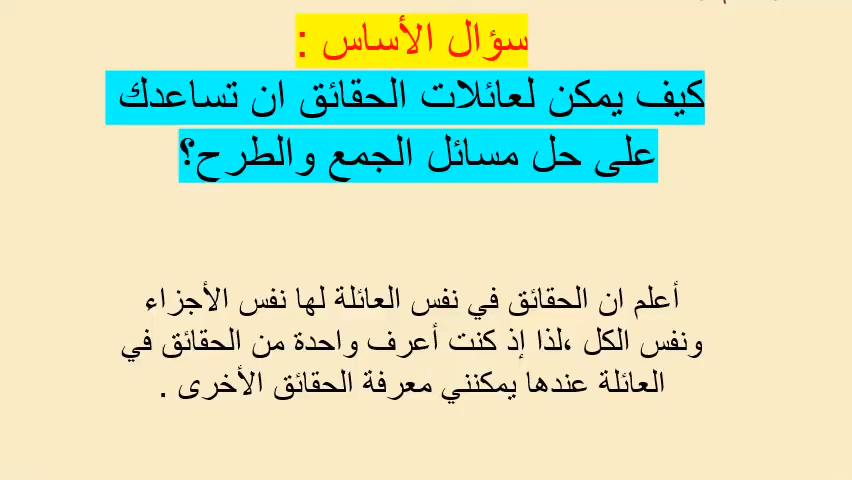 سؤال الأساس :
كيف يمكن لعائلات الحقائق ان تساعدك
على حل مسائل الجمع والطرح؟
أعلم ان الحقائق في نفس العائلة لها نفس الأجزاء
ونفس الكل ،لذا إذ كنت أعرف واحدة من الحقائق في
العائلة عندها يمكنني معرفة الحقائق الأخرى .